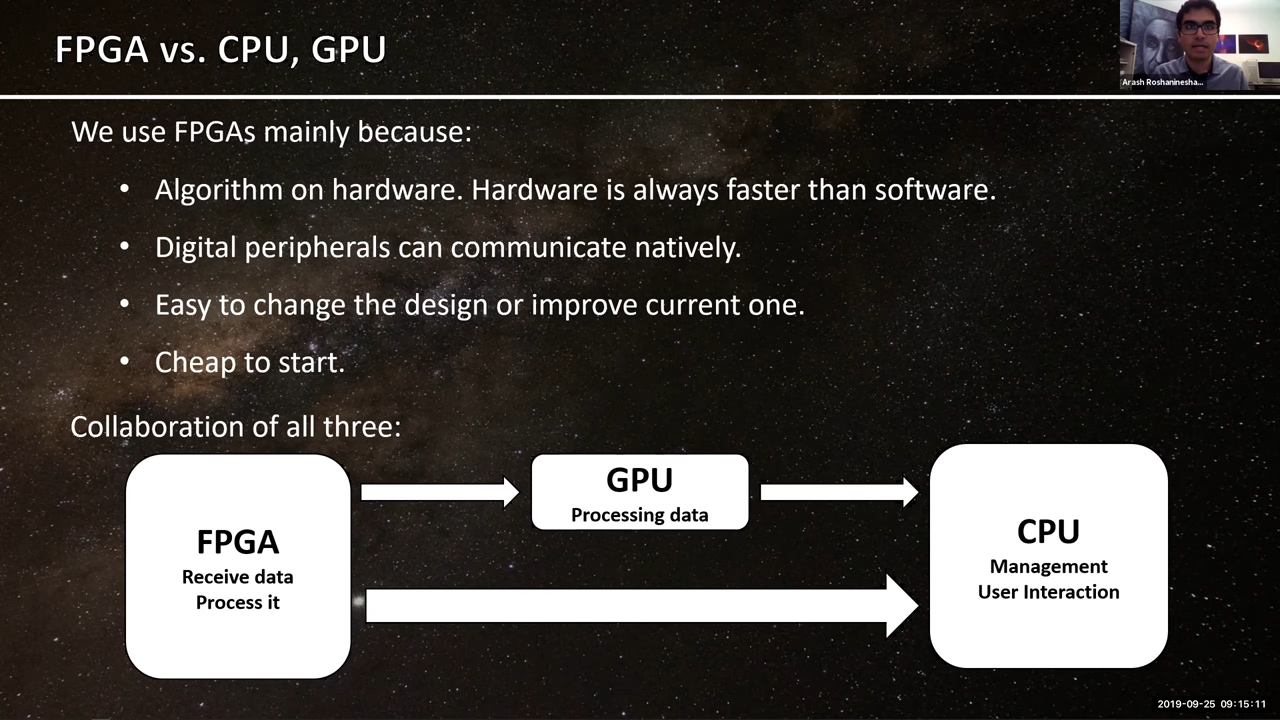 FPGA vs. CPU, GPU
Arash Roshaninesha...
We use FPGAs mainly because:
• Algorithm on hardware. Hardware is always faster than software.
• Digital peripherals can communicate natively.
• Easy to change the design or improve current one.
• Cheap to start.
Collaboration of all three:
FPGA
Receive data
Process it
GPU
Processing data
CPU
Management
User Interaction
2019-09-25 09:15:11